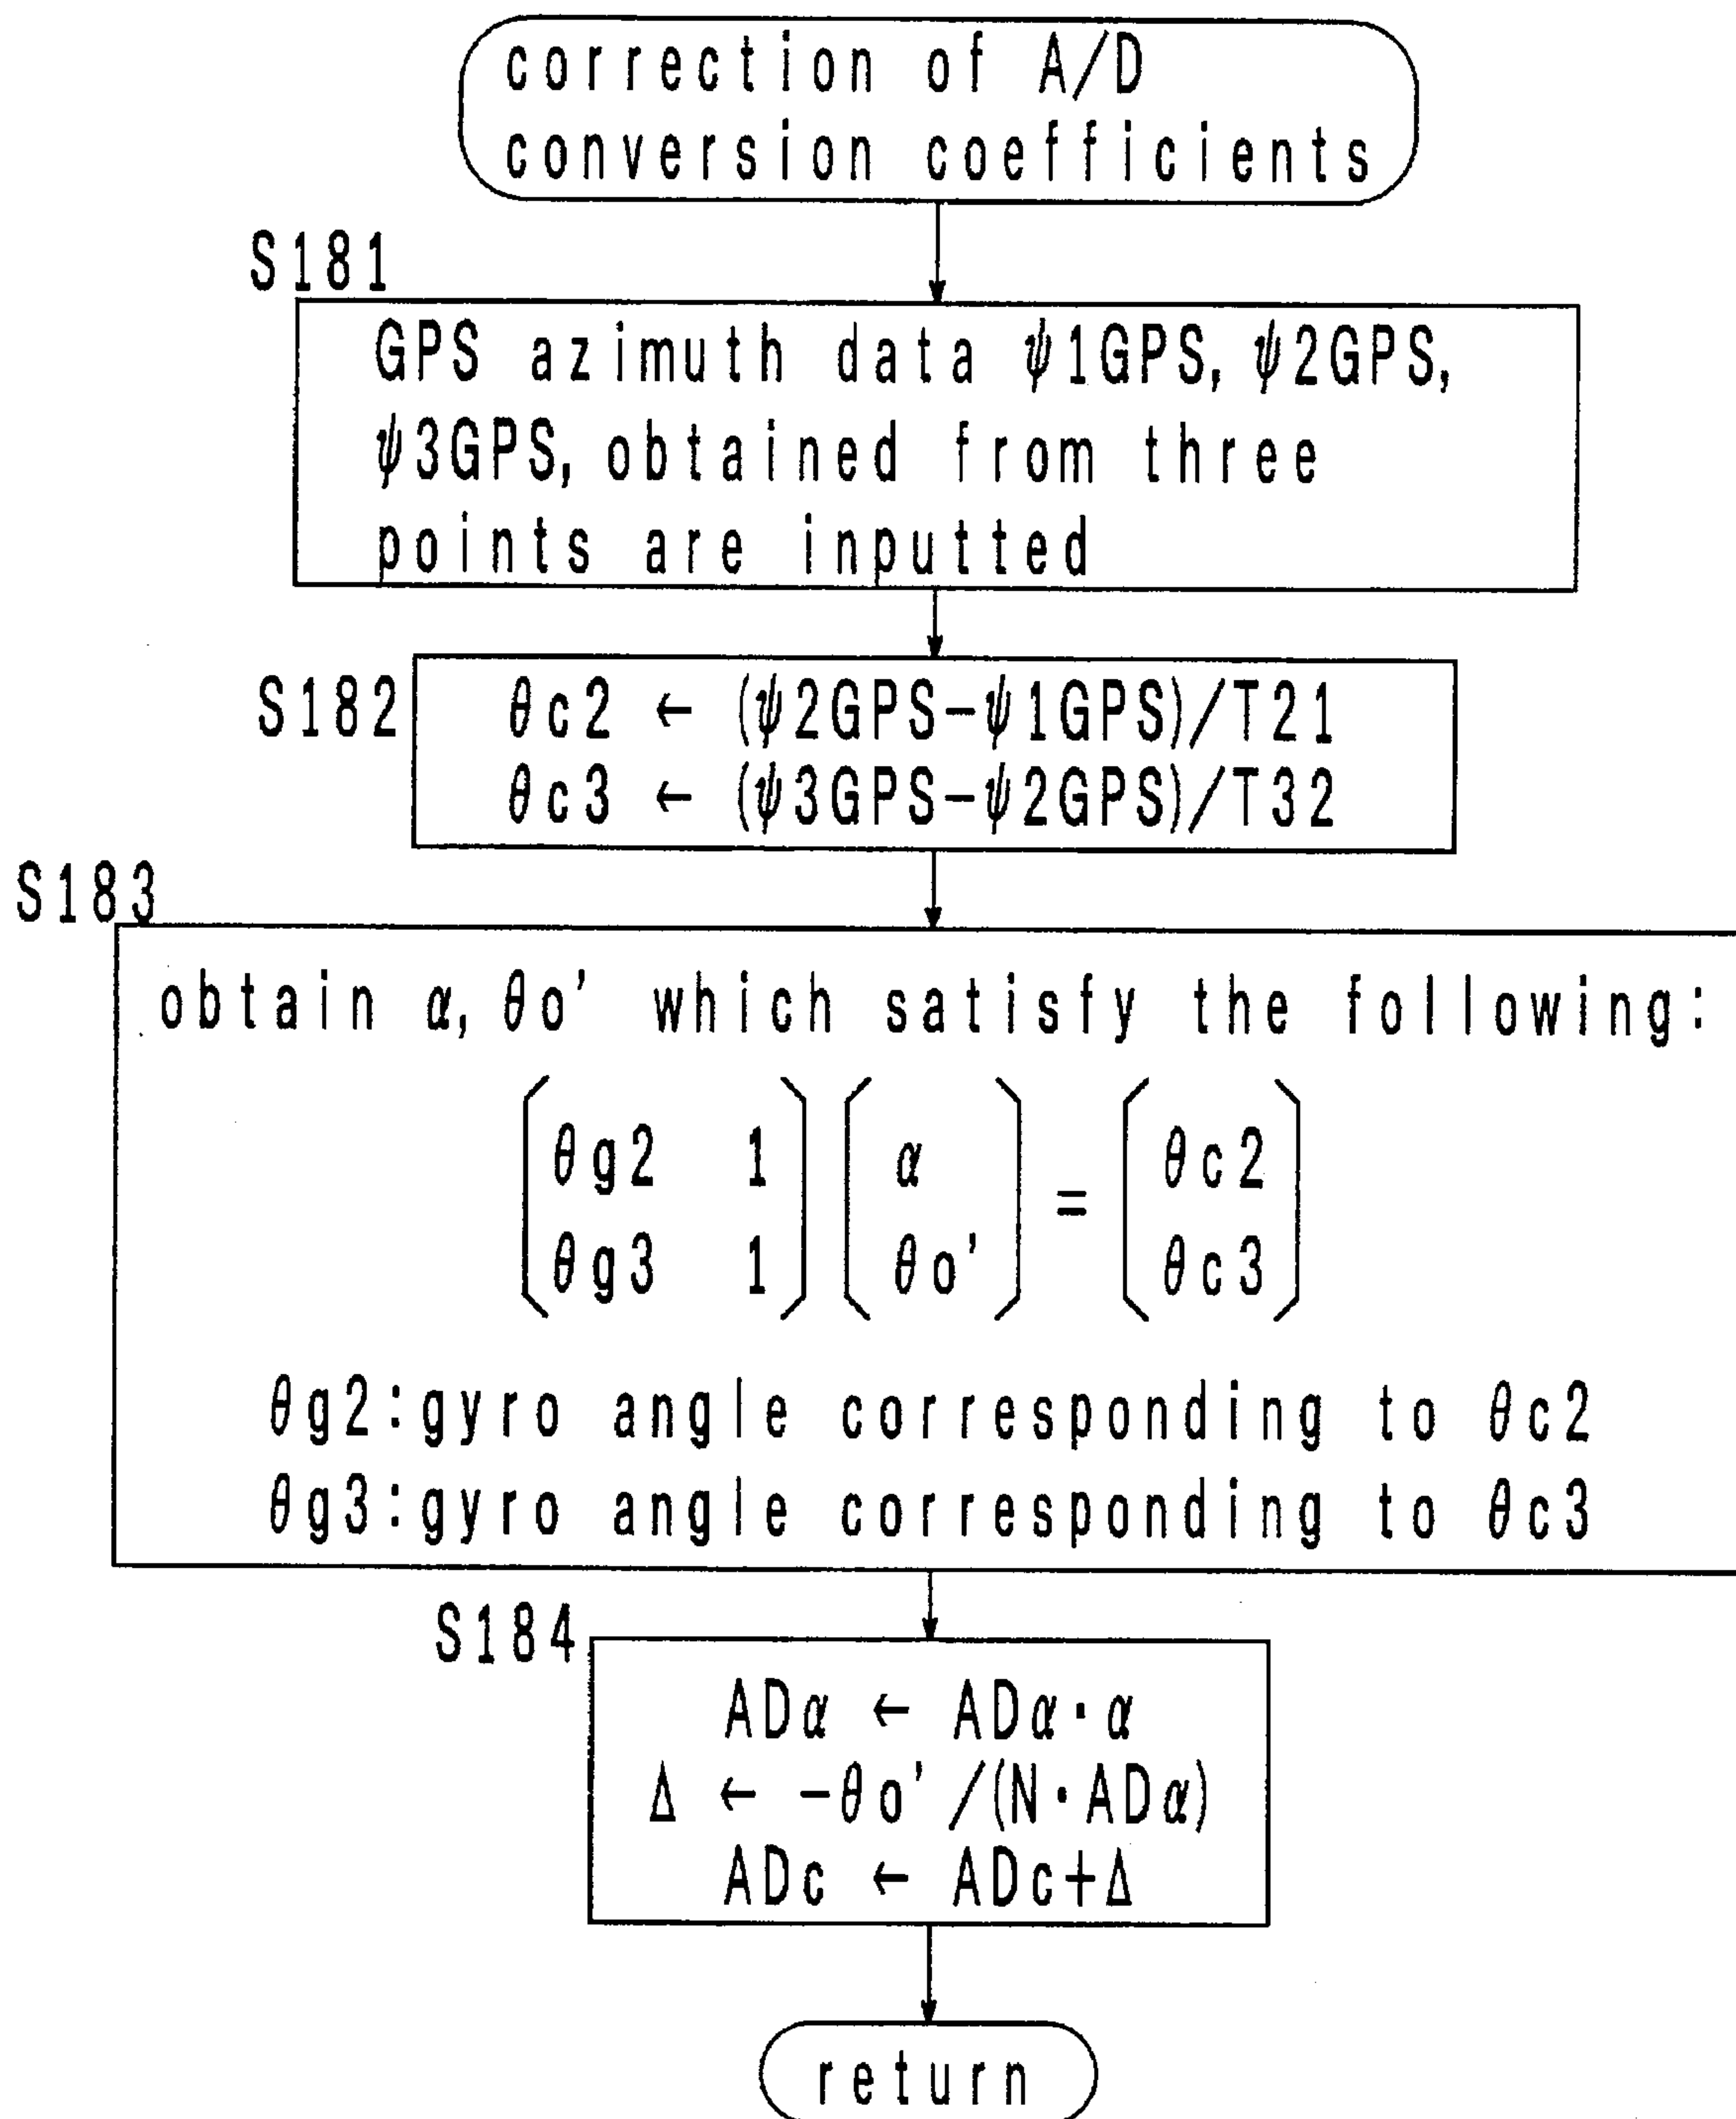 correction of A/D
conversion coefficients
S181
GPS azimuth data ψ1GPS, ψ2GPS,
ψ3GPS, obtained from three
points are inputted
S182
θc2 ← (ψ2GPS-ψ1GPS)/T21
θc3 ← (ψ3GPS-ψ2GPS)/T32
S183
obtain α, θo' which satisfy the following:
(θg2 1) (α) = (θc2)
(θg3 1) (θo') (θc3)
θg2:gyro angle corresponding to θc2
θg3:gyro angle corresponding to θc3
S184
ADα ← ADα・α
Δ ← -θo'/(N・ADα)
ADc ← ADc+Δ
return